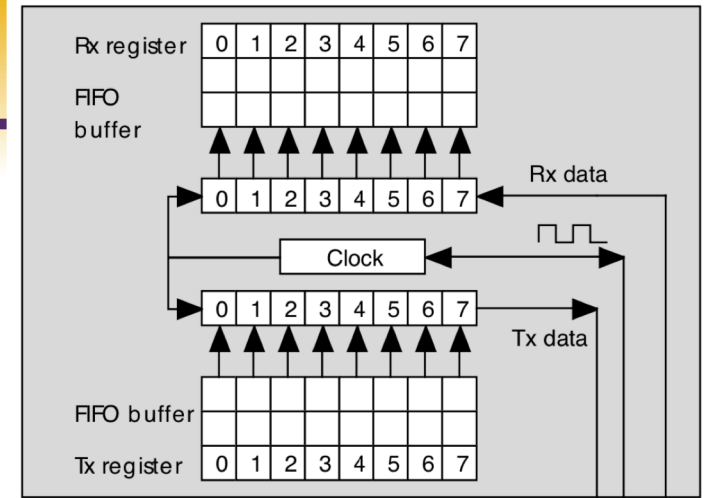 Rx register 0 1 2 3 4 5 6 7
FIFO
buffer
Rx data
0 1 2 3 4 5 6 7
Clock
0 1 2 3 4 5 6 7
Tx data
FIFO buffer
Tx register 0 1 2 3 4 5 6 7